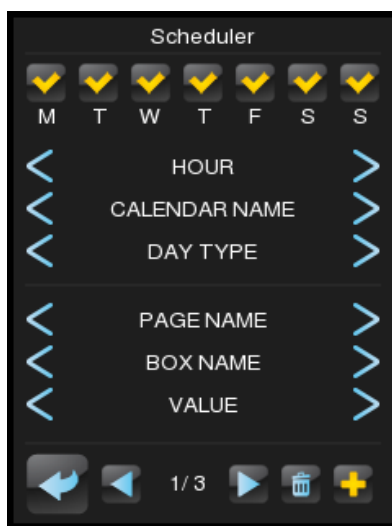 Scheduler
M T W T F S S
HOUR
CALENDAR NAME
DAY TYPE
PAGE NAME
BOX NAME
VALUE
1/ 3